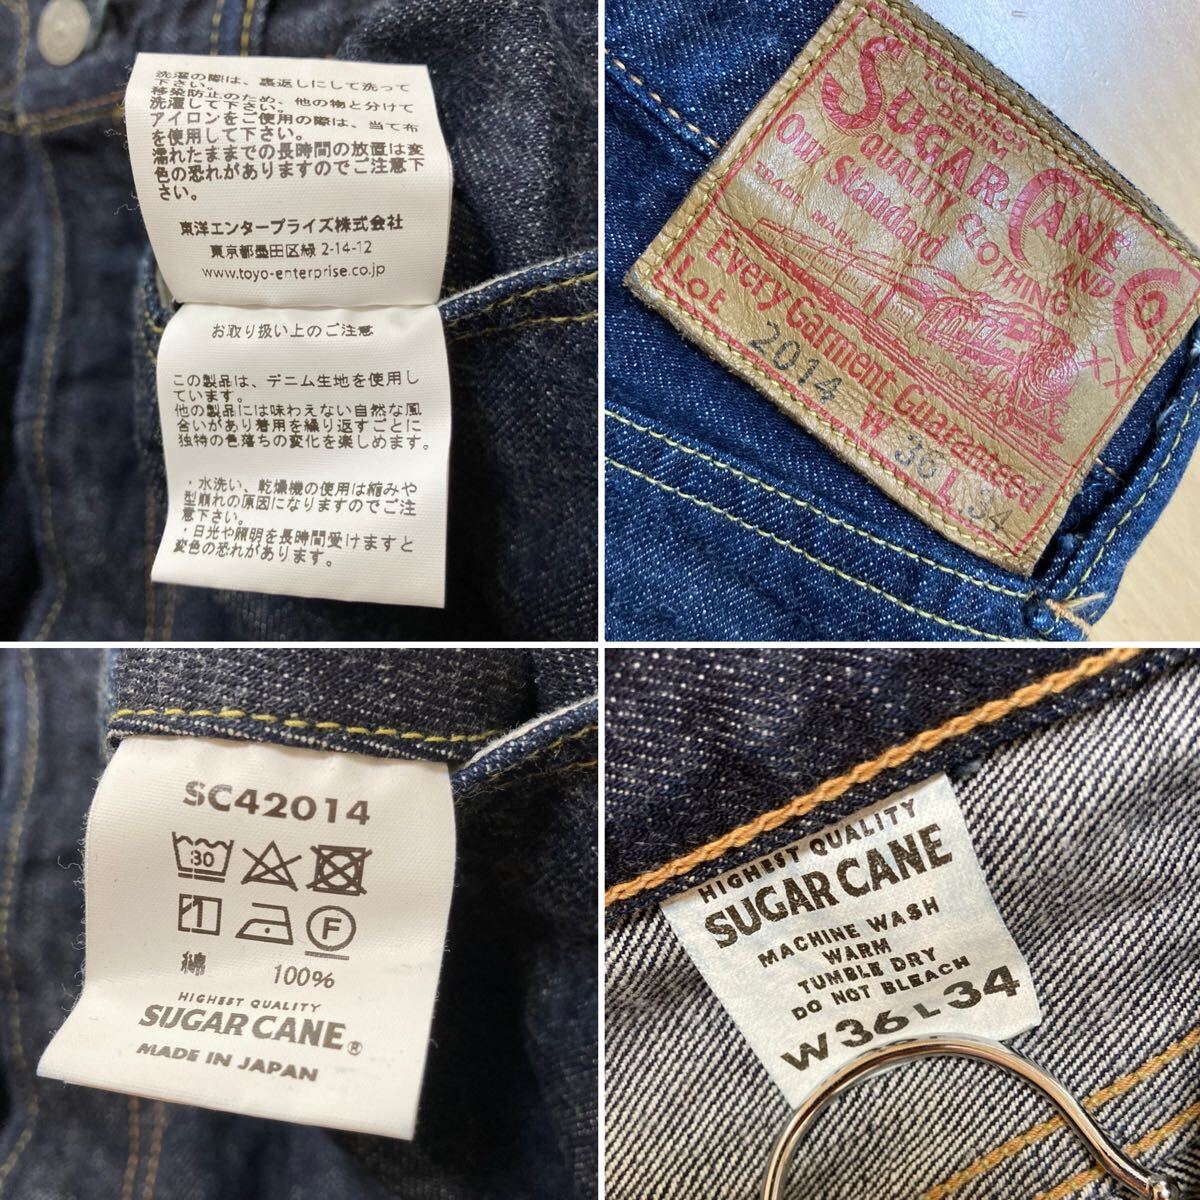 洗濯の際は、裏返しにして洗って
下さい。
移染防止のため、他の物と分けて
洗濯して下さい。
アイロンをご使用の際は、当て布
を使用して下さい。
濡れたままでの長時間の放置は変
色の恐れがありますのでご注意下
さい。
東洋エンタープライズ株式会社
東京都墨田区緑 2-14-12
www.toyo-enterprise.co.jp
お取り扱い上のご注意
この製品は、デニム生地を使用し
ています。
他の製品には味わえない自然な風
合いがあり着用を繰り返すごとに
独特の色落ちの変化を楽しめます。
・水洗い、乾燥機の使用は縮みや
型崩れの原因になりますのでご注
意下さい。
・日光や照明を長時間受けますと
変色の恐れがあります。
TOUGHEST
DENIM
SUGAR CANE
QUALITY CLOTHING AND Co.
Our Standard
TRADE MARK
XX
Every Garment Guaranteed
Lot 2014 W 36 L 34
SC42014
30
F
綿 100%
HIGHEST QUALITY
SUGAR CANE®
MADE IN JAPAN
HIGHEST QUALITY
SUGAR CANE
MACHINE WASH
WARM
TUMBLE DRY
DO NOT BLEACH
W36 L34